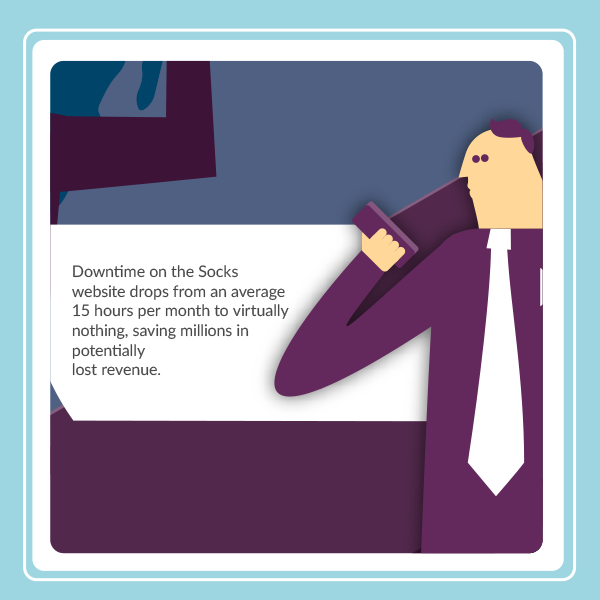 Downtime on the Socks
website drops from an average
15 hours per month to virtually
nothing, saving millions in
potentially
lost revenue.